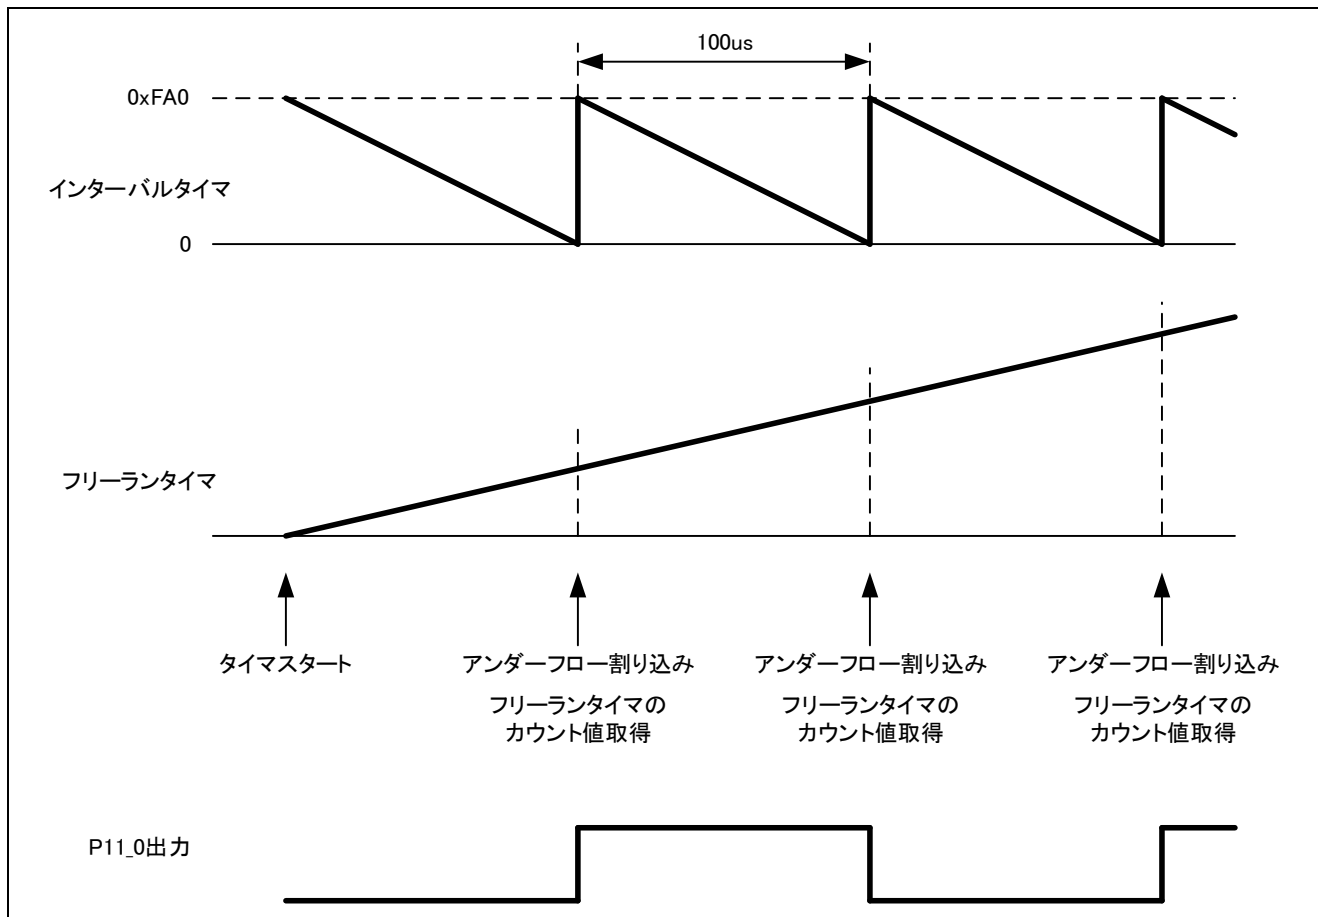 100us
0xFA0
インターバルタイマ
0
フリーランタイマ
タイマスタート
アンダーフロー割り込み
フリーランタイマの
カウント値取得
アンダーフロー割り込み
フリーランタイマの
カウント値取得
アンダーフロー割り込み
フリーランタイマの
カウント値取得
P11_0出力